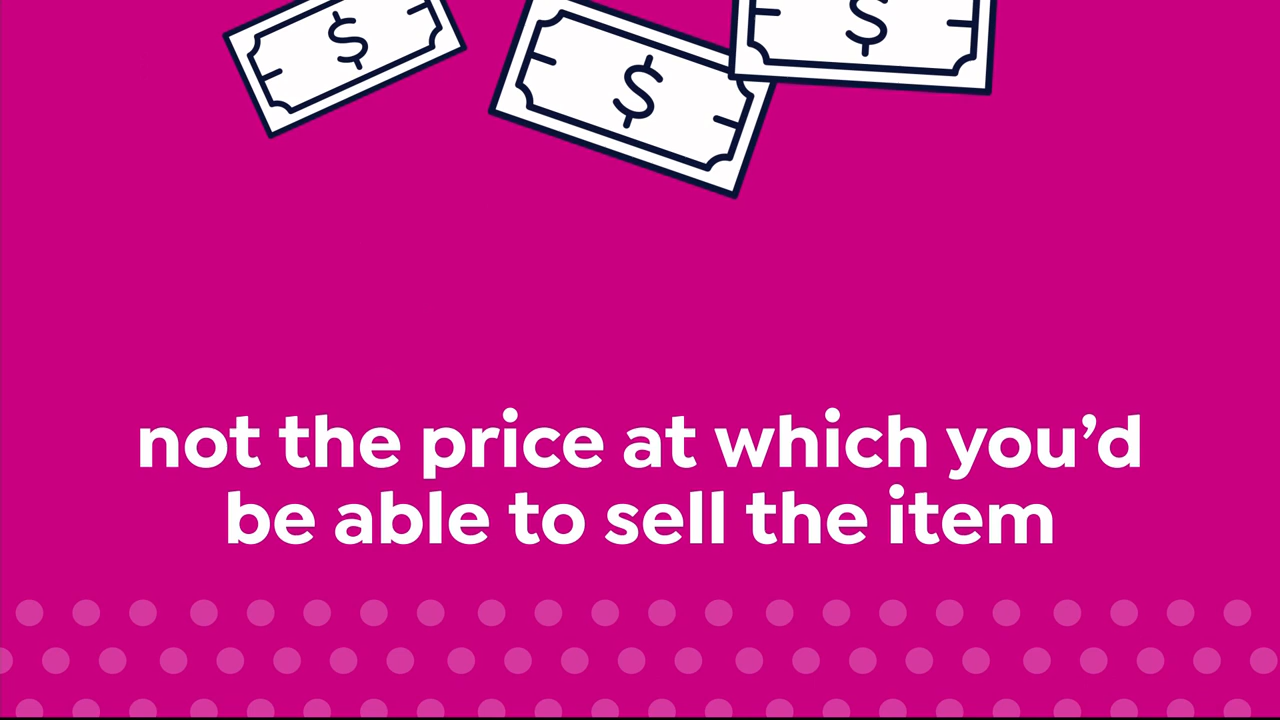 $
$
$
not the price at which you’d
be able to sell the item